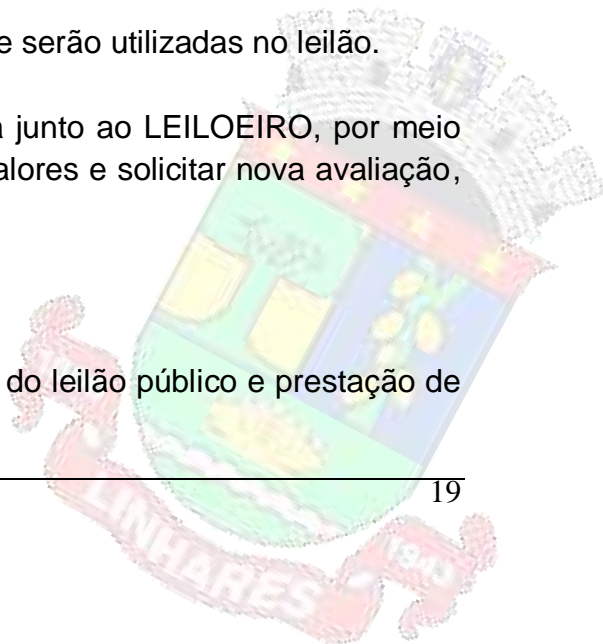 e serão utilizadas no leilão.
junto ao LEILOEIRO, por meio
alores e solicitar nova avaliação,
do leilão público e prestação de
19
LINHARES